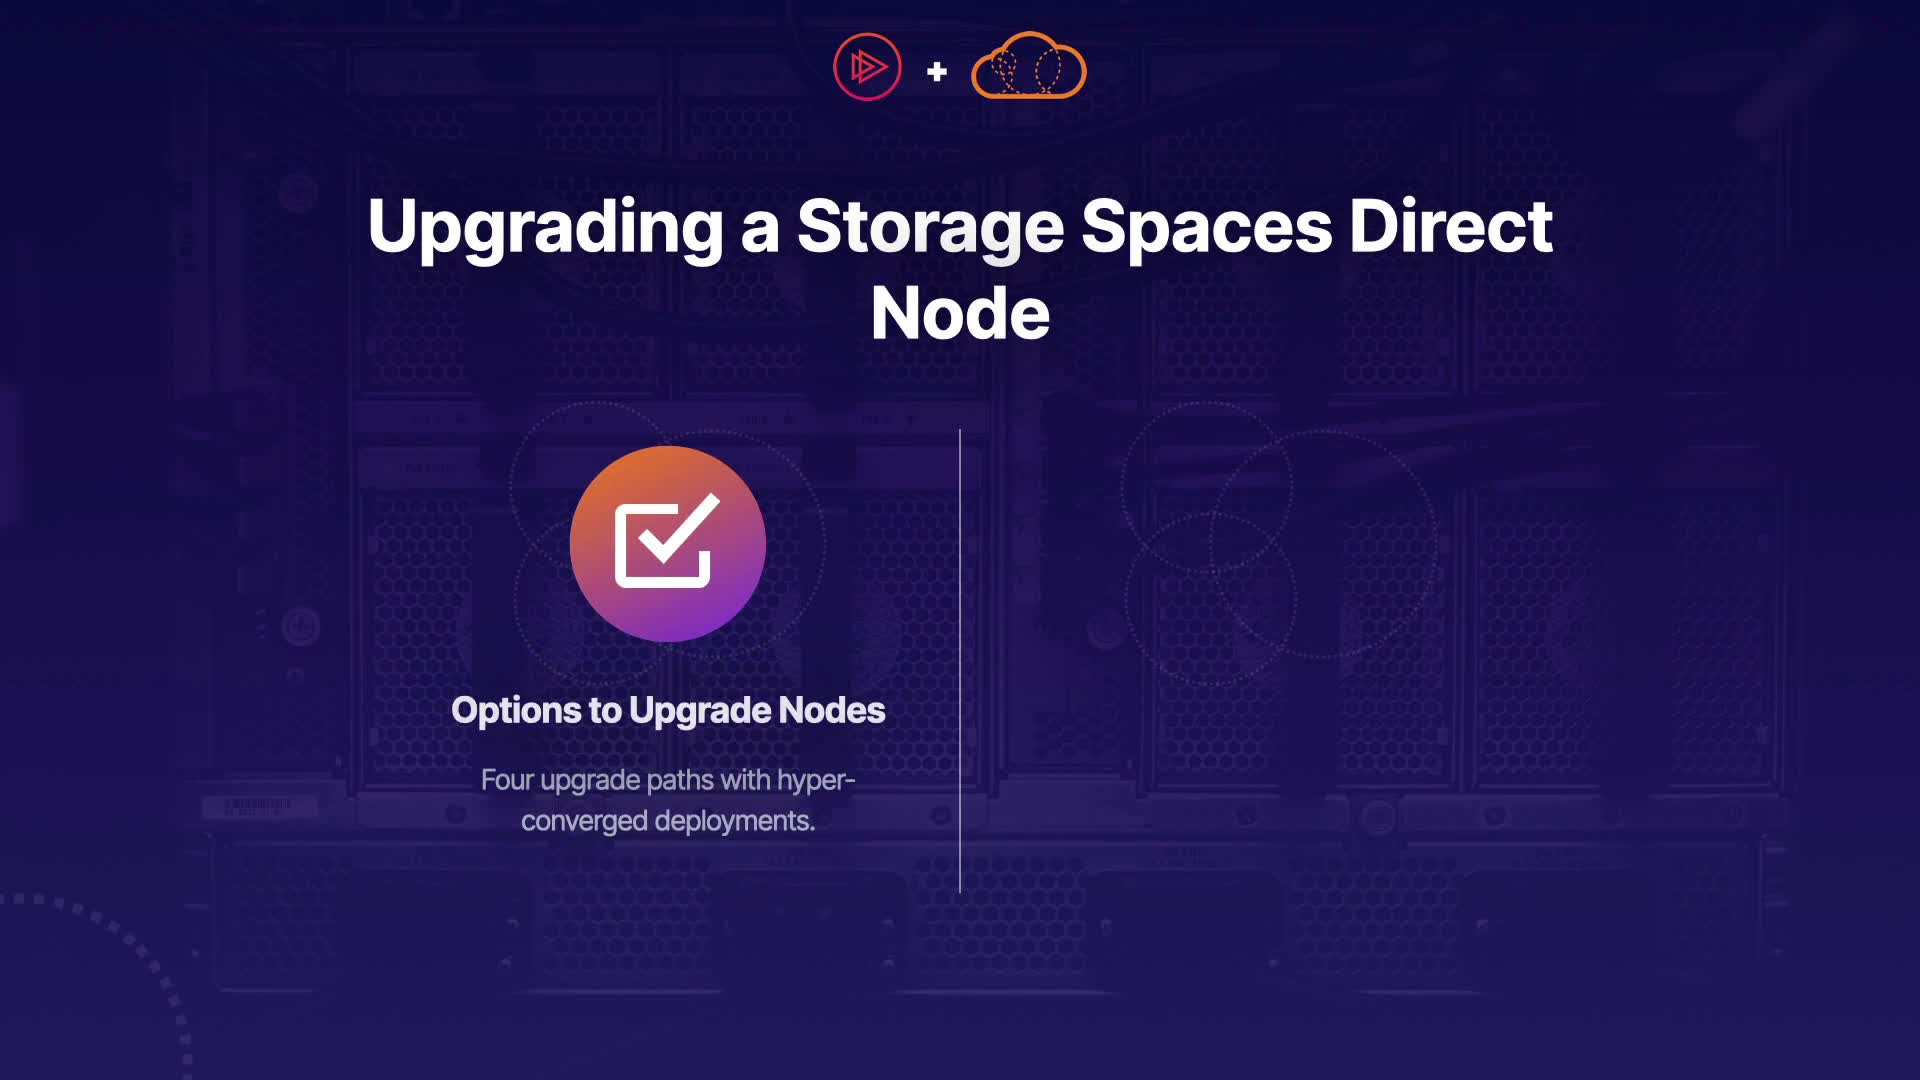 Upgrading a Storage Spaces Direct
Node
Options to Upgrade Nodes
Four upgrade paths with hyper-
converged deployments.